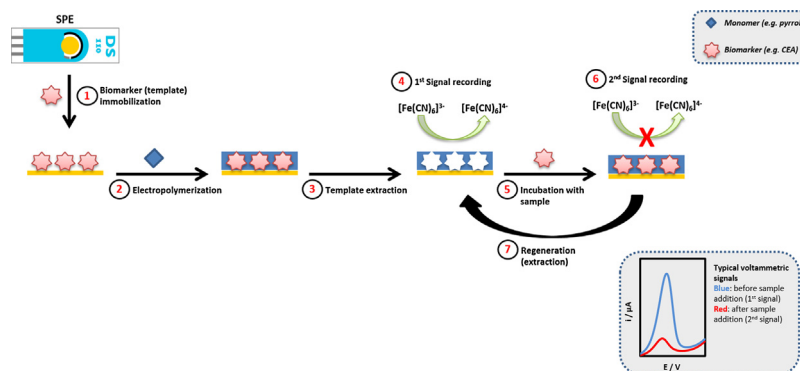 SPE
DS
110
1
Biomarker (template)
immobilization
2
Electropolymerization
3
Template extraction
4
1st Signal recording
[Fe(CN)6]3-
[Fe(CN)6]4-
5
Incubation with
sample
6
2nd Signal recording
[Fe(CN)6]3-
[Fe(CN)6]4-
X
7
Regeneration
(extraction)
Monomer (e.g. pyrro
Biomarker (e.g. CEA)
i / µA
E / V
Typical voltammetric
signals
Blue: before sample
addition (1st signal)
Red: after sample
addition (2nd signal)